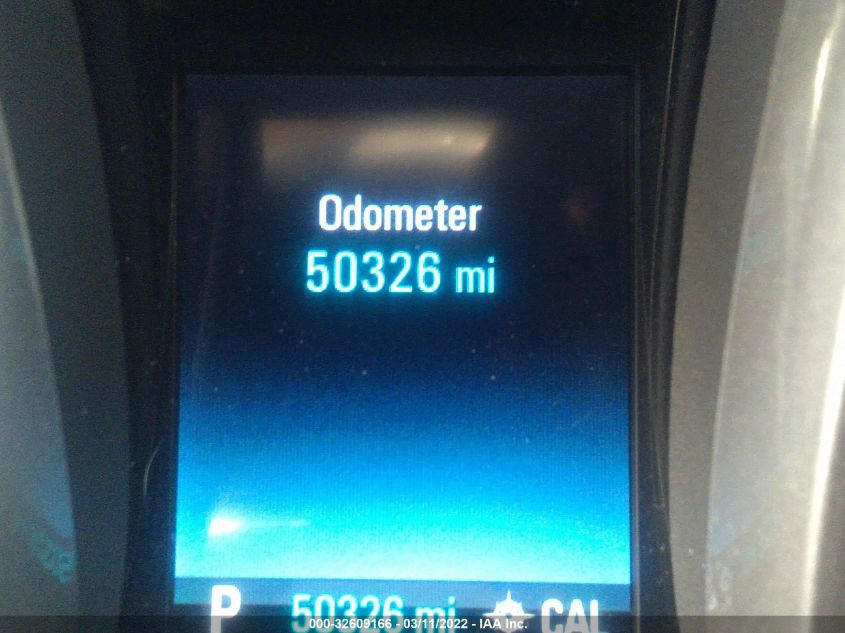 Odometer
50326 mi
P 50326 mi CAL
000-32609166 - 03/11/2022 - IAA Inc.